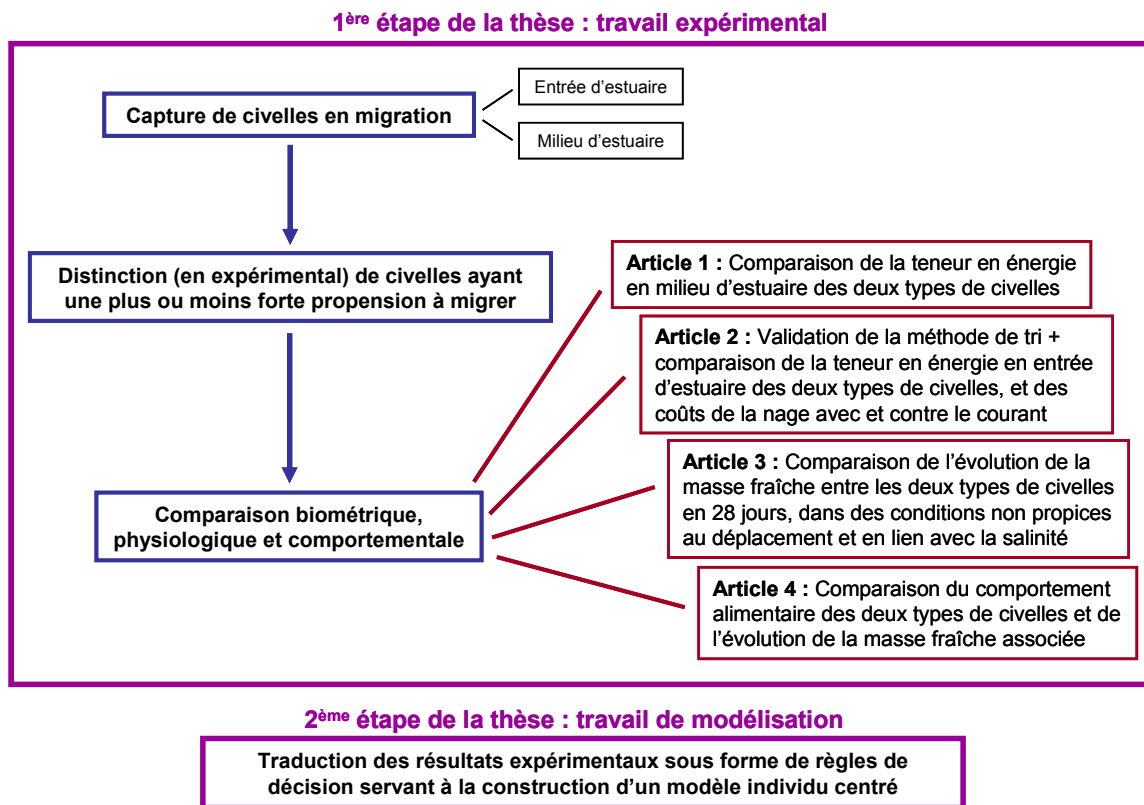 1ère étape de la thèse : travail expérimental
Capture de civelles en migration
Entrée d'estuaire
Milieu d'estuaire
Distinction (en expérimental) de civelles ayant
une plus ou moins forte propension à migrer
Article 1 : Comparaison de la teneur en énergie
en milieu d'estuaire des deux types de civelles
Article 2 : Validation de la méthode de tri +
comparaison de la teneur en énergie en entrée
d'estuaire des deux types de civelles, et des
coûts de la nage avec et contre le courant
Comparaison biométrique,
physiologique et comportementale
Article 3 : Comparaison de l'évolution de la
masse fraîche entre les deux types de civelles
en 28 jours, dans des conditions non propices
au déplacement et en lien avec la salinité
Article 4 : Comparaison du comportement
alimentaire des deux types de civelles et de
l'évolution de la masse fraîche associée
2ème étape de la thèse : travail de modélisation
Traduction des résultats expérimentaux sous forme de règles de
décision servant à la construction d'un modèle individu centré